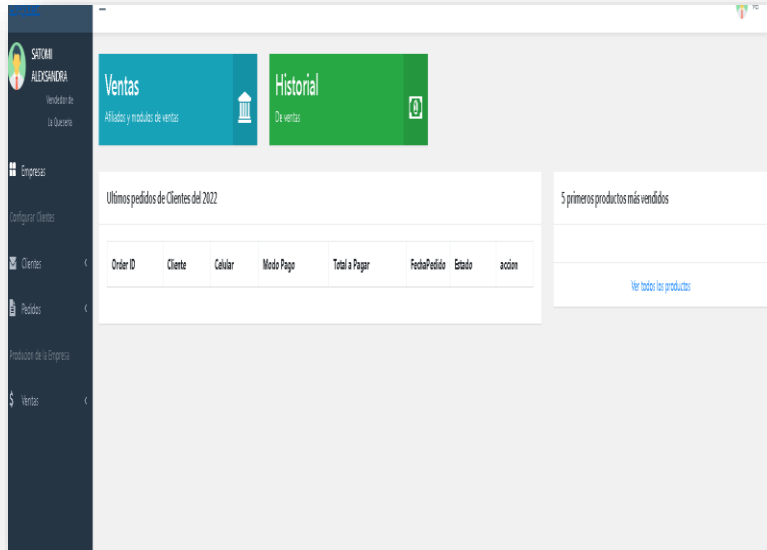 SATOMI
ALEXSANDRA
Vendedor de
La Queseria
Empresas
Configurar Clientes
Clientes
Pedidos
Produccion de la Empresa
Ventas
Ventas
Afiliados y modulos de ventas
Historial
De ventas
Ultimos pedidos de Clientes del 2022
Order ID Cliente Celular Modo Pago Total a Pagar FechaPedido Estado accion
5 primeros productos más vendidos
Ver todos los productos